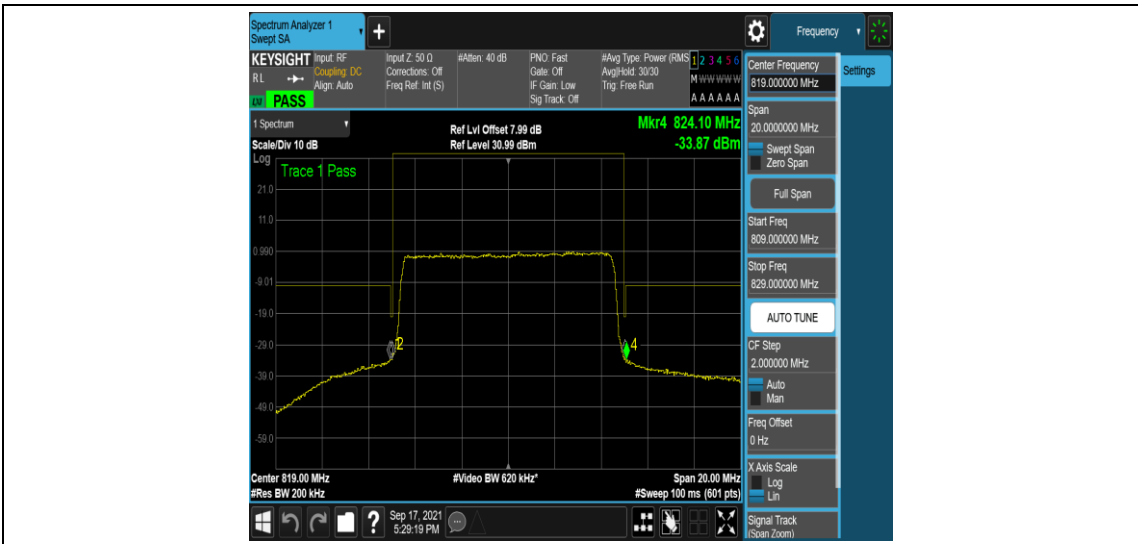 Spectrum Analyzer 1
Swept SA
+
Frequency
KEYSIGHT
RL
LXI PASS
Input: RF
Coupling: DC
Align: Auto
Input Z: 50 Ω
Corrections: Off
Freq Ref: Int (S)
#Atten: 40 dB
PNO: Fast
Gate: Off
IF Gain: Low
Sig Track: Off
#Avg Type: Power (RMS
Avg|Hold: 30/30
Trig: Free Run
1 2 3 4 5 6
M W W W W W
A A A A A A
Center Frequency
819.000000 MHz
Settings
Span
20.0000000 MHz
Swept Span
Zero Span
Full Span
Start Freq
809.000000 MHz
Stop Freq
829.000000 MHz
AUTO TUNE
CF Step
2.000000 MHz
Auto
Man
Freq Offset
0 Hz
X Axis Scale
Log
Lin
Signal Track
(Span Zoom)
1 Spectrum
Scale/Div 10 dB
Ref Lvl Offset 7.99 dB
Ref Level 30.99 dBm
Mkr4 824.10 MHz
-33.87 dBm
Log
Trace 1 Pass
21.0
11.0
0.990
-9.01
-19.0
-29.0
-39.0
-49.0
-59.0
2
4
Center 819.00 MHz
#Res BW 200 kHz
#Video BW 620 kHz*
Span 20.00 MHz
#Sweep 100 ms (601 pts)
?
Sep 17, 2021
5:29:19 PM